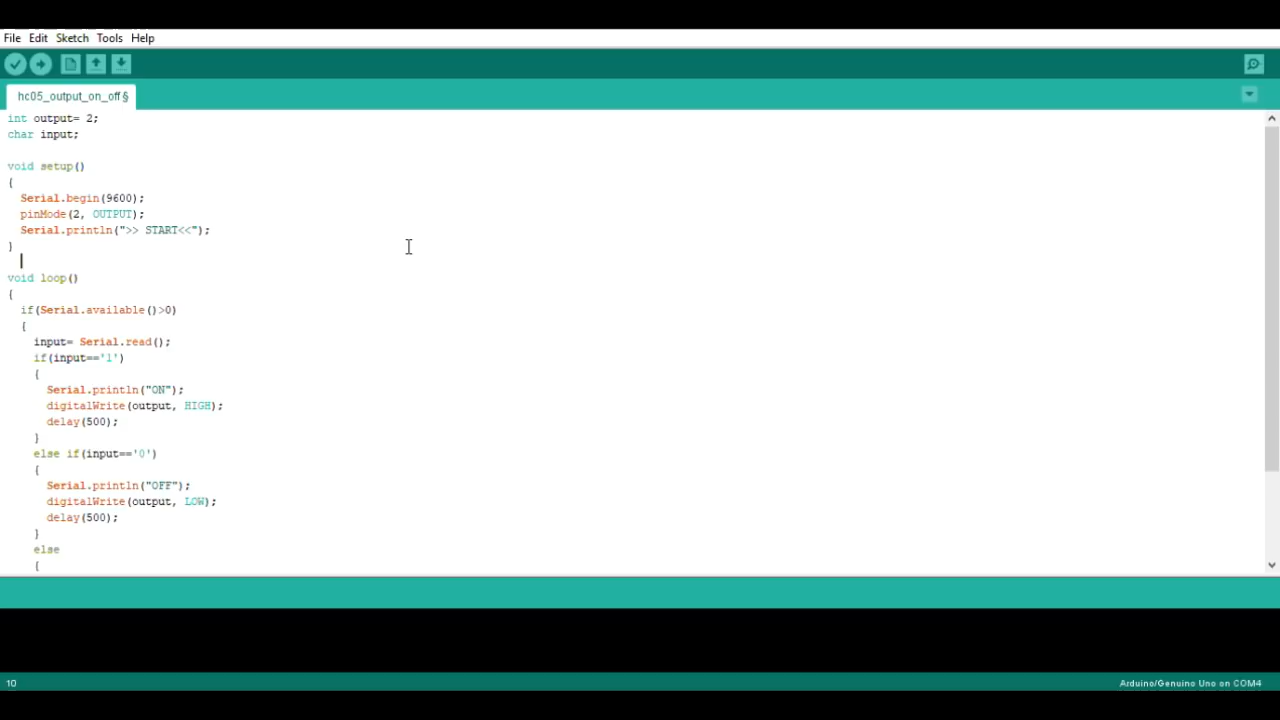 File Edit Sketch Tools Help
hc05_output_on_off§
int output= 2;
char input;
void setup()
{
  Serial.begin(9600);
  pinMode(2, OUTPUT);
  Serial.println(">> START<<");
}
void loop()
{
  if(Serial.available()>0)
  {
    input= Serial.read();
    if(input=='1')
    {
      Serial.println("ON");
      digitalWrite(output, HIGH);
      delay(500);
    }
    else if(input=='0')
    {
      Serial.println("OFF");
      digitalWrite(output, LOW);
      delay(500);
    }
    else
    {
10 Arduino/Genuino Uno on COM4